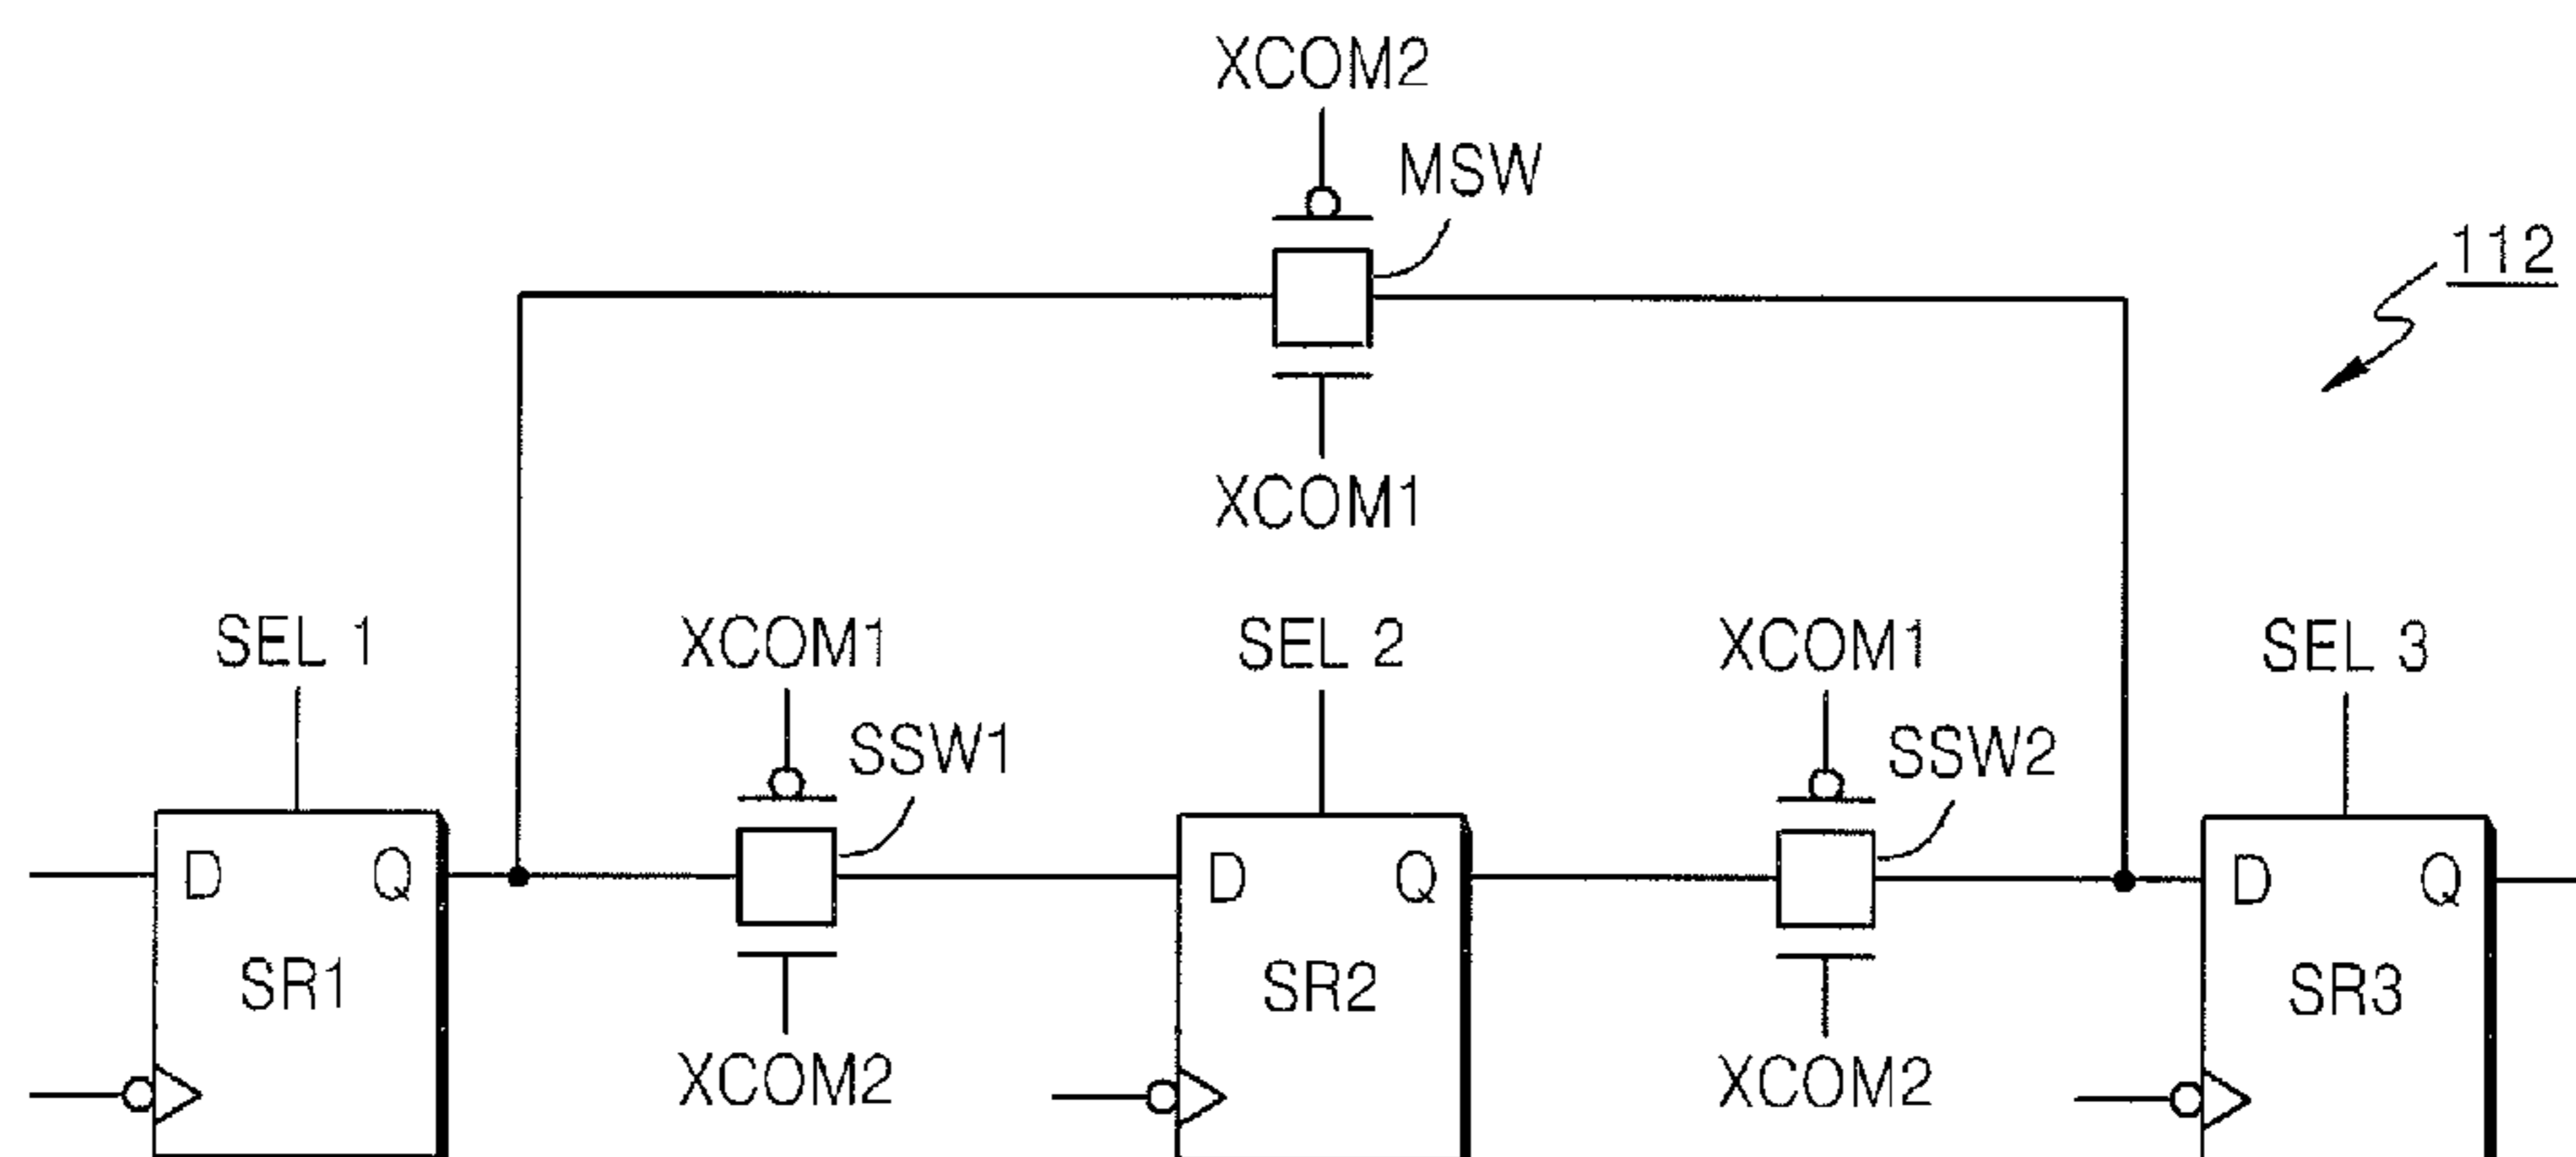 XCOM2
MSW
112
XCOM1
SEL 1
XCOM1
SEL 2
XCOM1
SEL 3
SSW1
SSW2
D
Q
D
Q
D
Q
SR1
SR2
SR3
XCOM2
XCOM2